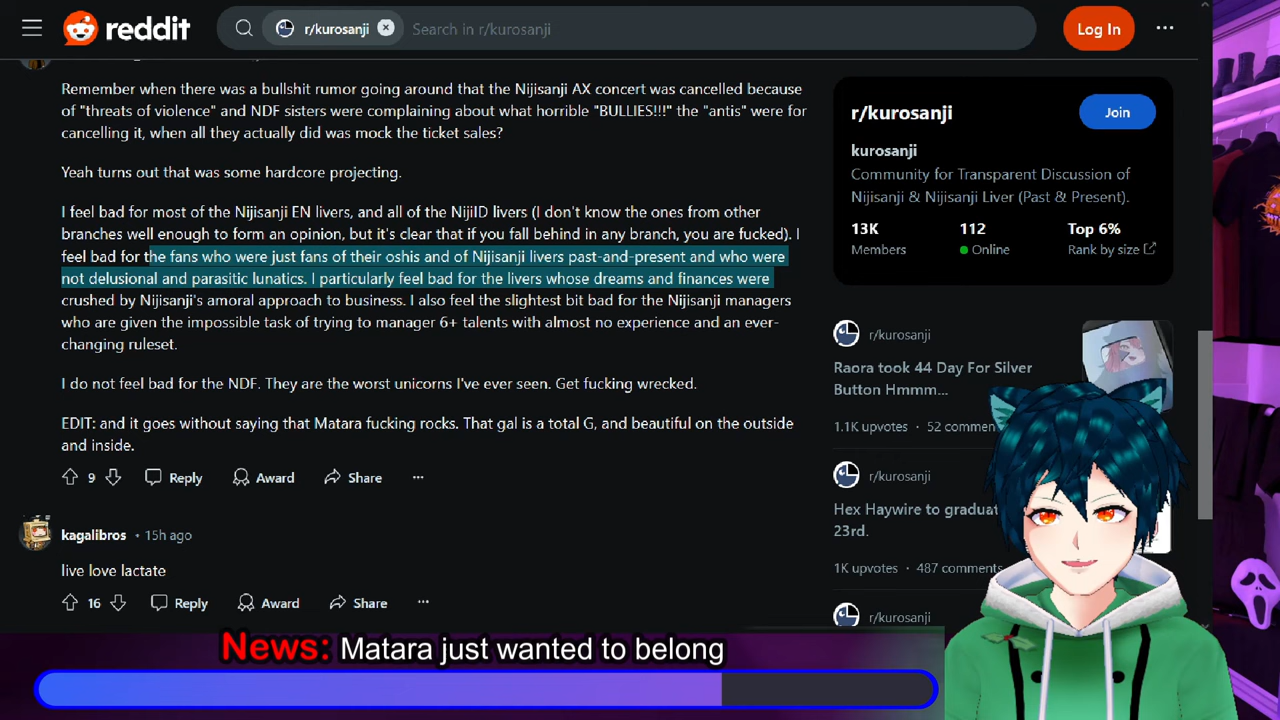 reddit
r/kurosanji
Search in r/kurosanji
Log In
Remember when there was a bullshit rumor going around that the Nijisanji AX concert was cancelled because
of "threats of violence" and NDF sisters were complaining about what horrible "BULLIES!!!" the "antis" were for
cancelling it, when all they actually did was mock the ticket sales?
Yeah turns out that was some hardcore projecting.
I feel bad for most of the Nijisanji EN livers, and all of the NijiID livers (I don't know the ones from other
branches well enough to form an opinion, but it's clear that if you fall behind in any branch, you are fucked). I
feel bad for the fans who were just fans of their oshis and of Nijisanji livers past-and-present and who were
not delusional and parasitic lunatics. I particularly feel bad for the livers whose dreams and finances were
crushed by Nijisanji's amoral approach to business. I also feel the slightest bit bad for the Nijisanji managers
who are given the impossible task of trying to manager 6+ talents with almost no experience and an ever-
changing ruleset.
I do not feel bad for the NDF. They are the worst unicorns I've ever seen. Get fucking wrecked.
EDIT: and it goes without saying that Matara fucking rocks. That gal is a total G, and beautiful on the outside
and inside.
9
Reply
Award
Share
kagalibros • 15h ago
live love lactate
16
Reply
Award
Share
r/kurosanji
Join
kurosanji
Community for Transparent Discussion of
Nijisanji & Nijisanji Liver (Past & Present).
13K
112
Top 6%
Members
Online
Rank by size
r/kurosanji
Raora took 44 Day For Silver
Button Hmmm...
1.1K upvotes • 52 commen
r/kurosanji
Hex Haywire to graduat
23rd.
1K upvotes • 487 comments
r/kurosanji
News: Matara just wanted to belong